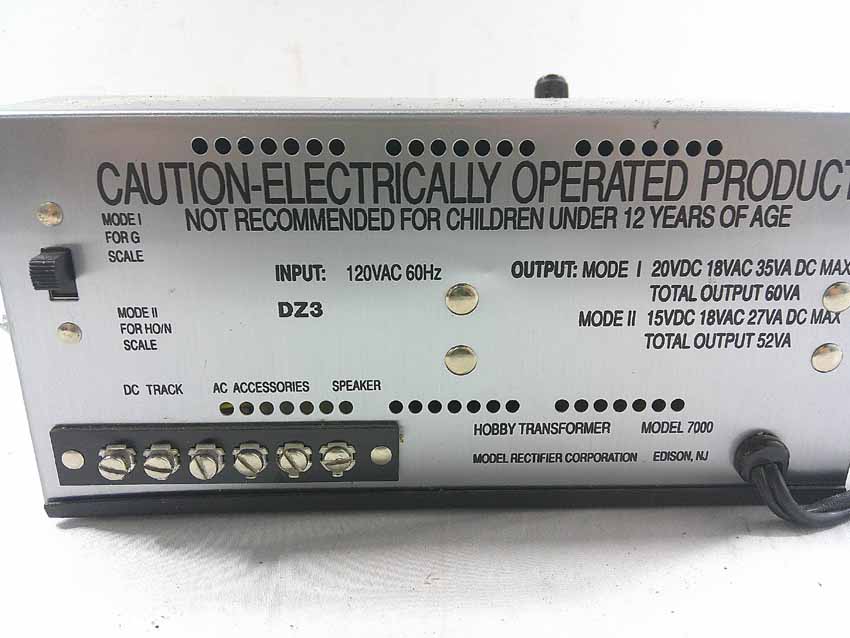 CAUTION-ELECTRICALLY OPERATED PRODUCT
NOT RECOMMENDED FOR CHILDREN UNDER 12 YEARS OF AGE
MODE I
FOR G
SCALE
INPUT: 120VAC 60Hz
DZ3
OUTPUT: MODE I 20VDC 18VAC 35VA DC MAX
TOTAL OUTPUT 60VA
MODE II 15VDC 18VAC 27VA DC MAX
TOTAL OUTPUT 52VA
MODE II
FOR HO/N
SCALE
DC TRACK AC ACCESSORIES SPEAKER
HOBBY TRANSFORMER MODEL 7000
MODEL RECTIFIER CORPORATION EDISON, NJ